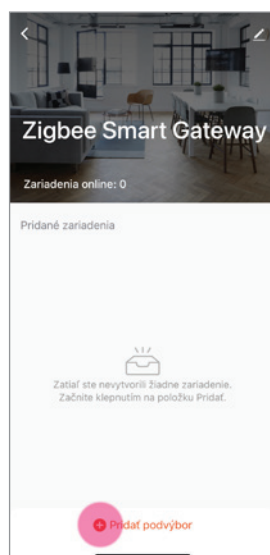 Zigbee Smart Gateway
Zariadenia online: 0
Pridané zariadenia
Zatiaľ ste nevytvorili žiadne zariadenie.
Začnite klepnutím na položku Pridať.
Pridať podvýbor